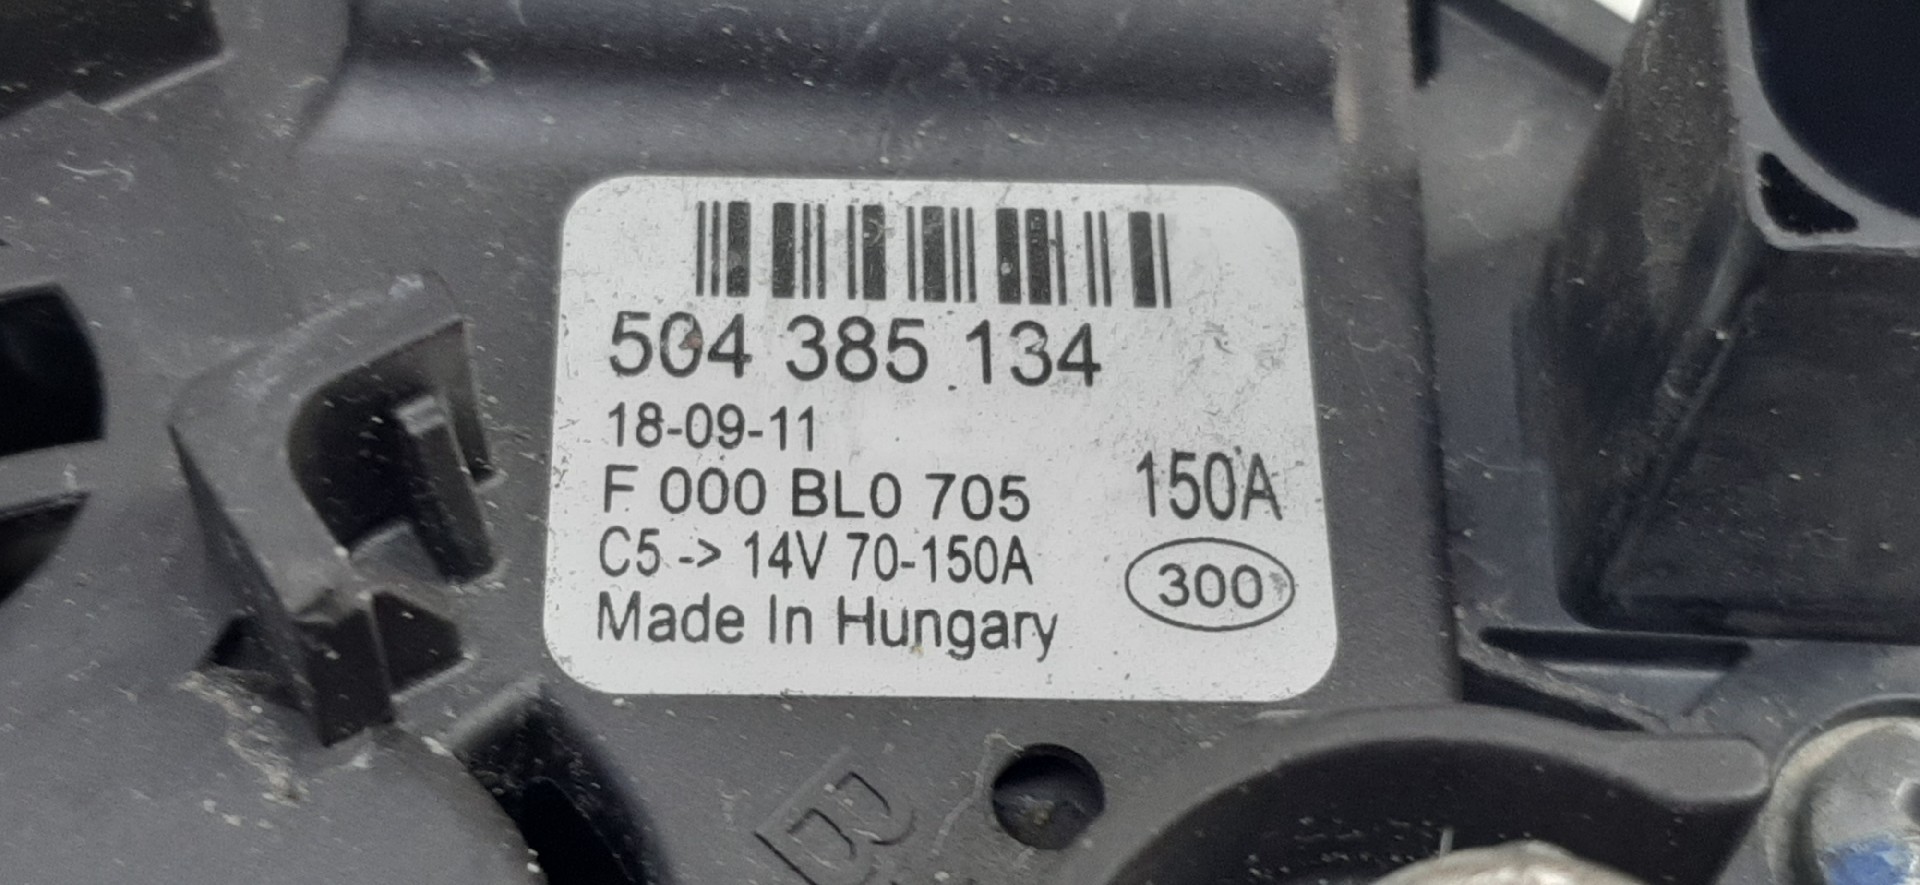 504 385 134
18-09-11
F 000 BL0 705
150A
C5 -> 14V 70-150A
300
Made In Hungary